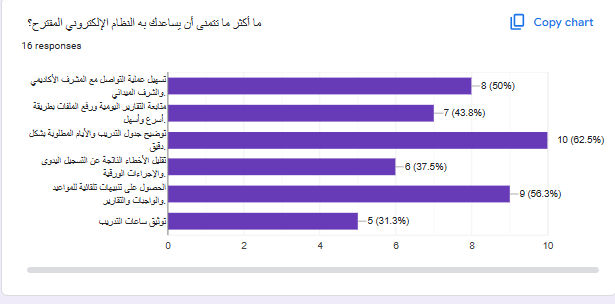 ما أكثر ما تتمنى أن يساعدك به النظام الإلكتروني المقترح؟
Copy chart
16 responses
تسهيل عملية التواصل مع المشرف الأكاديمي
والشرف الميداني.
8 (50%)
متابعة التقارير اليومية ورفع الملفات بطريقة
أسرع وأسهل.
7 (43.8%)
توضيح جدول التدريب والأيام المطلوبة بشكل
دقيق.
10 (62.5%)
تقليل الأخطاء الناتجة عن التسجيل اليدوي
والإجراءات الورقية.
6 (37.5%)
الحصول على تنبيهات تلقائية للمواعيد
والواجبات والتقارير.
9 (56.3%)
توثيق ساعات التدريب
5 (31.3%)
0 2 4 6 8 10